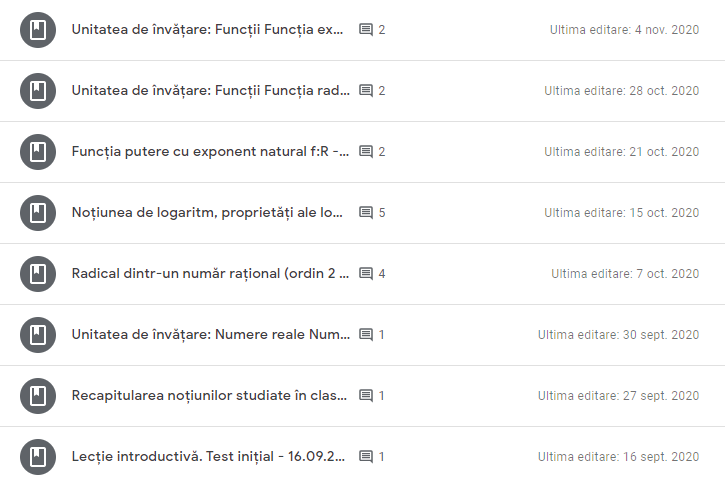 Unitatea de învățare: Funcții Funcția ex... 2 Ultima editare: 4 nov. 2020
Unitatea de învățare: Funcții Funcția rad... 2 Ultima editare: 28 oct. 2020
Funcția putere cu exponent natural f:R -... 2 Ultima editare: 21 oct. 2020
Noțiunea de logaritm, proprietăți ale lo... 5 Ultima editare: 15 oct. 2020
Radical dintr-un număr rațional (ordin 2 ... 4 Ultima editare: 7 oct. 2020
Unitatea de învățare: Numere reale Num... 1 Ultima editare: 30 sept. 2020
Recapitularea noțiunilor studiate în clas... 1 Ultima editare: 27 sept. 2020
Lecție introductivă. Test inițial - 16.09.2... 1 Ultima editare: 16 sept. 2020